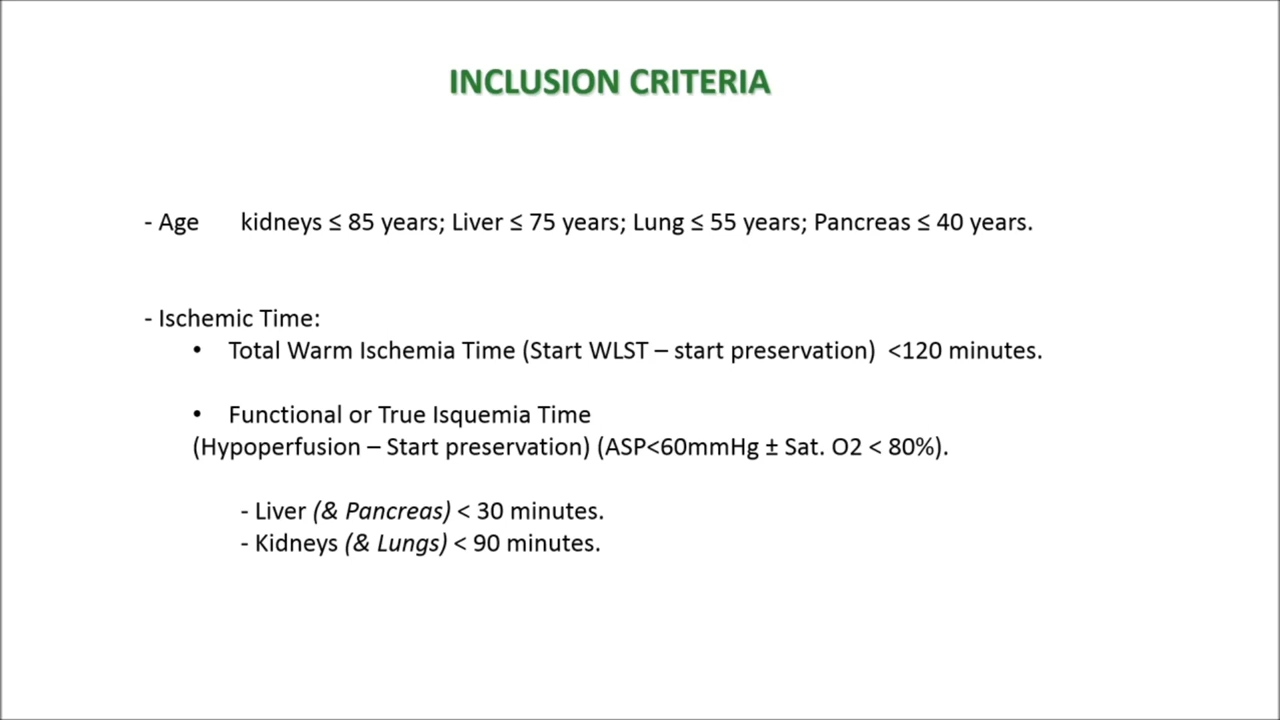 INCLUSION CRITERIA
- Age kidneys ≤ 85 years; Liver ≤ 75 years; Lung ≤ 55 years; Pancreas ≤ 40 years.
- Ischemic Time:
• Total Warm Ischemia Time (Start WLST – start preservation) <120 minutes.
• Functional or True Isquemia Time
(Hypoperfusion – Start preservation) (ASP<60mmHg ± Sat. O2 < 80%).
- Liver (& Pancreas) < 30 minutes.
- Kidneys (& Lungs) < 90 minutes.